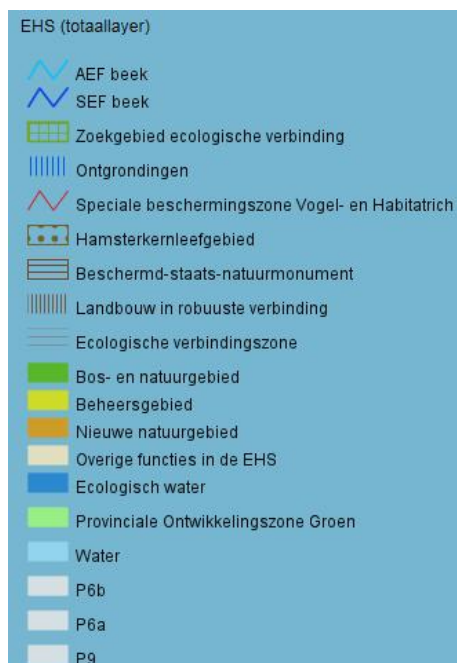 EHS (totaallayer)
AEF beek
SEF beek
Zoekgebied ecologische verbinding
Ontgrondingen
Speciale beschermingszone Vogel- en Habitatrich
Hamsterkernleefgebied
Beschermd-staats-natuurmonument
Landbouw in robuuste verbinding
Ecologische verbindingszone
Bos- en natuurgebied
Beheersgebied
Nieuwe natuurgebied
Overige functies in de EHS
Ecologisch water
Provinciale Ontwikkelingszone Groen
Water
P6b
P6a
P9